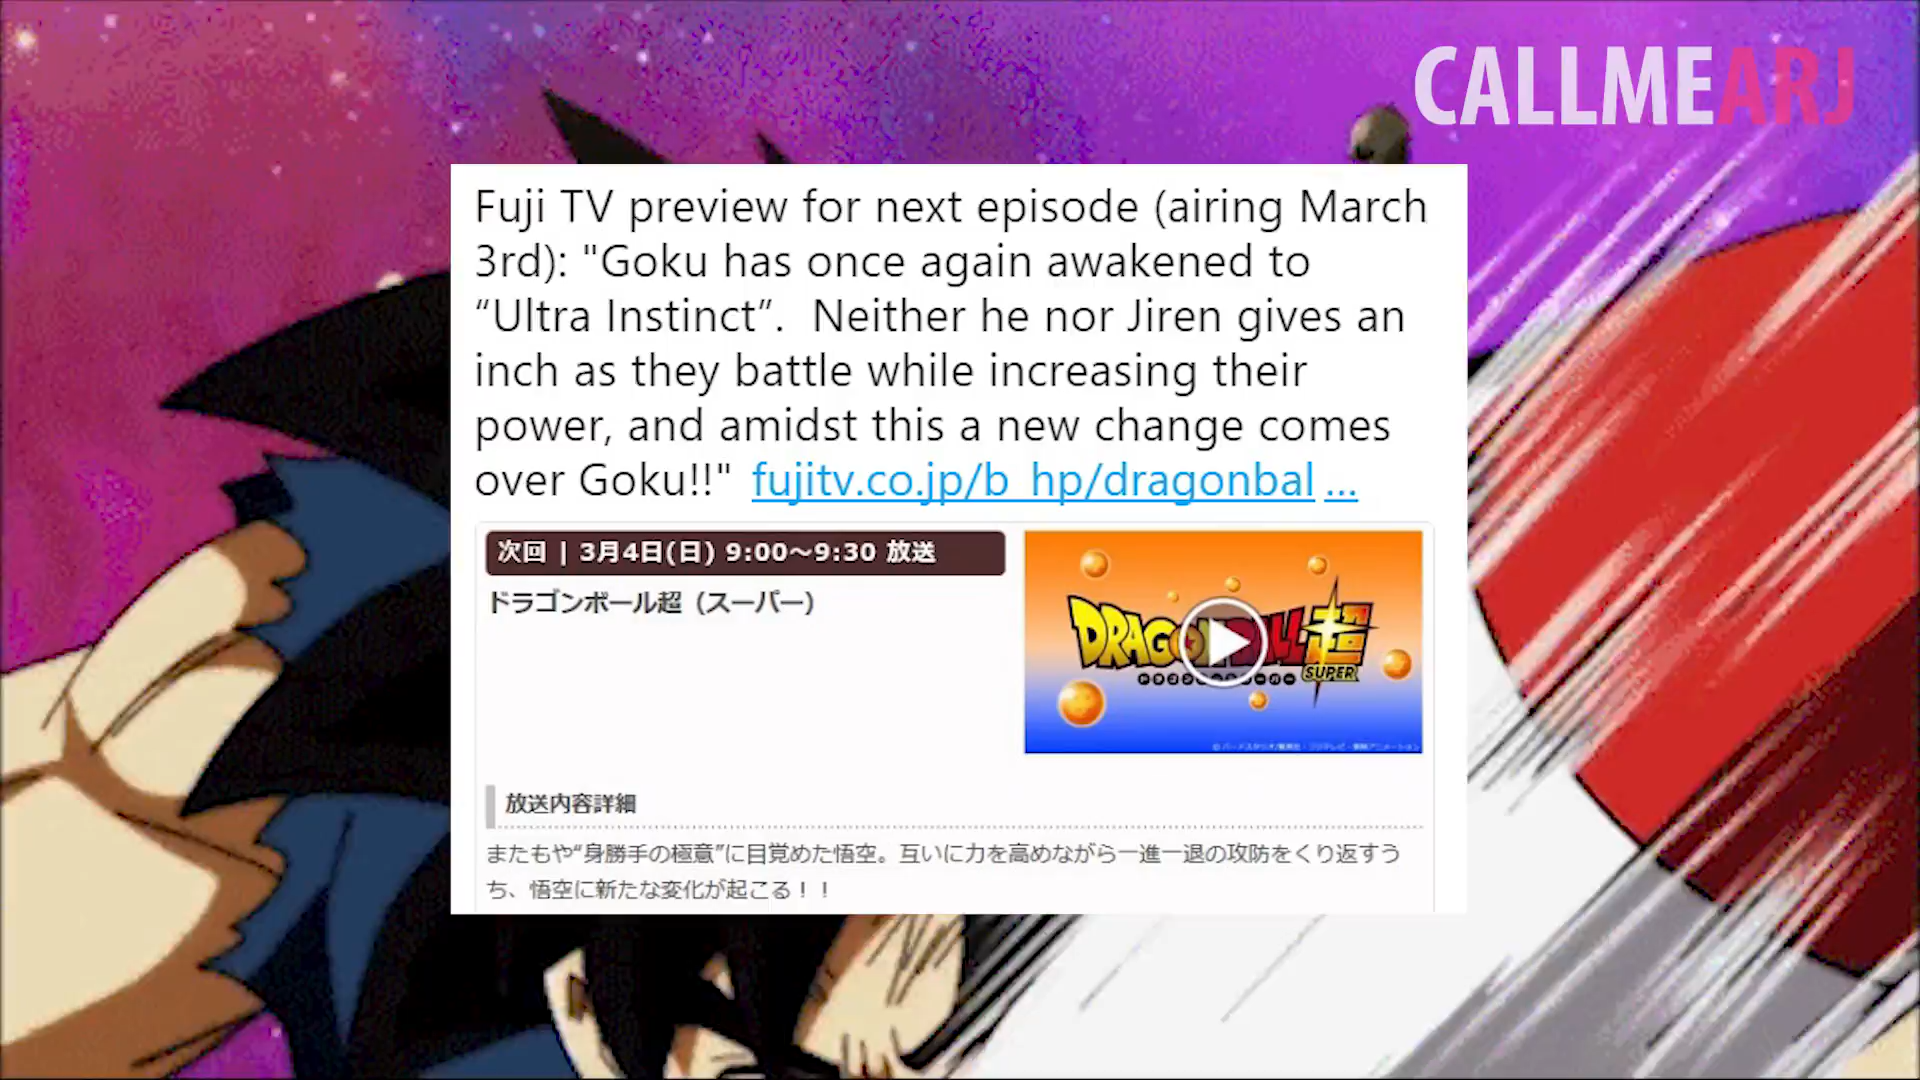 CALLMEARJ
Fuji TV preview for next episode (airing March
3rd): "Goku has once again awakened to
“Ultra Instinct”.  Neither he nor Jiren gives an
inch as they battle while increasing their
power, and amidst this a new change comes
over Goku!!" fujitv.co.jp/b_hp/dragonbal ...
次回 | 3月4日(日) 9:00～9:30 放送
ドラゴンボール超（スーパー）
DRAGON BALL超
SUPER
放送内容詳細
またもや“身勝手の極意”に目覚めた悟空。互いに力を高めながら一進一退の攻防をくり返すう
ち、悟空に新たな変化が起こる！！